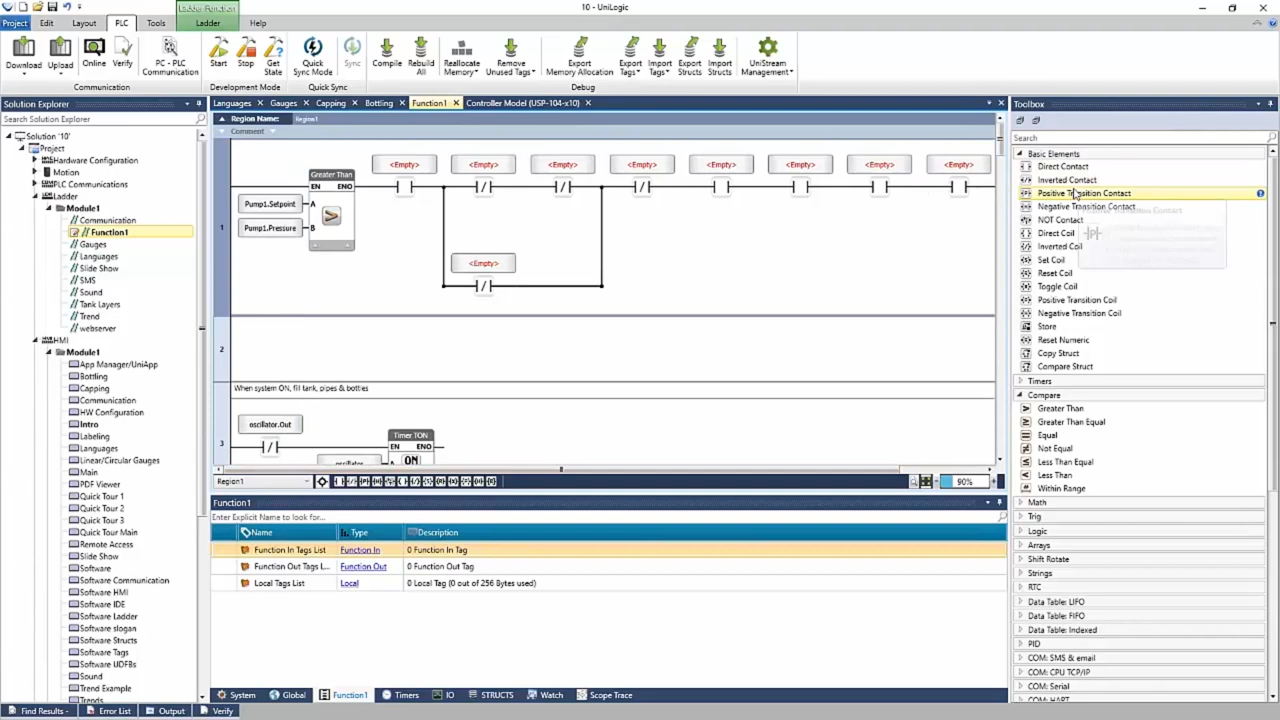 Ladder Function
10 - UniLogic
Project Edit Layout PLC Tools Ladder Help
Download Upload Online Verify PC - PLC Communication Start Stop Get State Quick Sync Mode Sync Compile Rebuild All Reallocate Memory Remove Unused Tags Export Memory Allocation Export Tags Import Tags Export Structs Import Structs UniStream Management
Communication Development Mode Quick Sync Debug
Solution Explorer
Search Solution Explorer
Solution '10'
Project
Hardware Configuration
Motion
PLC Communications
Ladder
Module1
Communication
Function1
Gauges
Languages
Slide Show
SMS
Sound
Tank Layers
Trend
webserver
HMI
Module1
App Manager/UniApp
Bottling
Capping
Communication
HW Configuration
Intro
Labeling
Languages
Linear/Circular Gauges
Main
PDF Viewer
Quick Tour 1
Quick Tour 2
Quick Tour 3
Quick Tour Main
Remote Access
Slide Show
Software
Software Communication
Software HMI
Software IDE
Software Ladder
Software slogan
Software Structs
Software Tags
Software UDFBs
Sound
Trend Example
Trends
Languages Gauges Capping Bottling Function1 Controller Model (USP-104-x10)
Region Name: Region1
Comment
<Empty> <Empty> <Empty> <Empty> <Empty> <Empty> <Empty> <Empty>
Greater Than
EN ENO
Pump1.Setpoint A
1 Pump1.Pressure B
<Empty>
2
When system ON, fill tank, pipes & bottles
oscillator.Out
Timer TON
3 EN ENO
oscillator A ON
Region1 90%
Function1
Enter Explicit Name to look for...
Name Type Description
Function In Tags List Function In 0 Function In Tag
Function Out Tags L... Function Out 0 Function Out Tag
Local Tags List Local 0 Local Tag (0 out of 256 Bytes used)
System Global Function1 Timers IO STRUCTS Watch Scope Trace
Toolbox
Search
Basic Elements
Direct Contact
Inverted Contact
Positive Transition Contact
Negative Transition Contact
NOT Contact
Direct Coil
Inverted Coil
Set Coil
Reset Coil
Toggle Coil
Positive Transition Coil
Negative Transition Coil
Store
Reset Numeric
Copy Struct
Compare Struct
Timers
Compare
Greater Than
Greater Than Equal
Equal
Not Equal
Less Than Equal
Less Than
Within Range
Math
Trig
Logic
Arrays
Shift Rotate
Strings
RTC
Data Table: LIFO
Data Table: FIFO
Data Table: Indexed
PID
COM: SMS & email
COM: TCP/IP
COM: Serial
COM: HART
Find Results Error List Output Verify